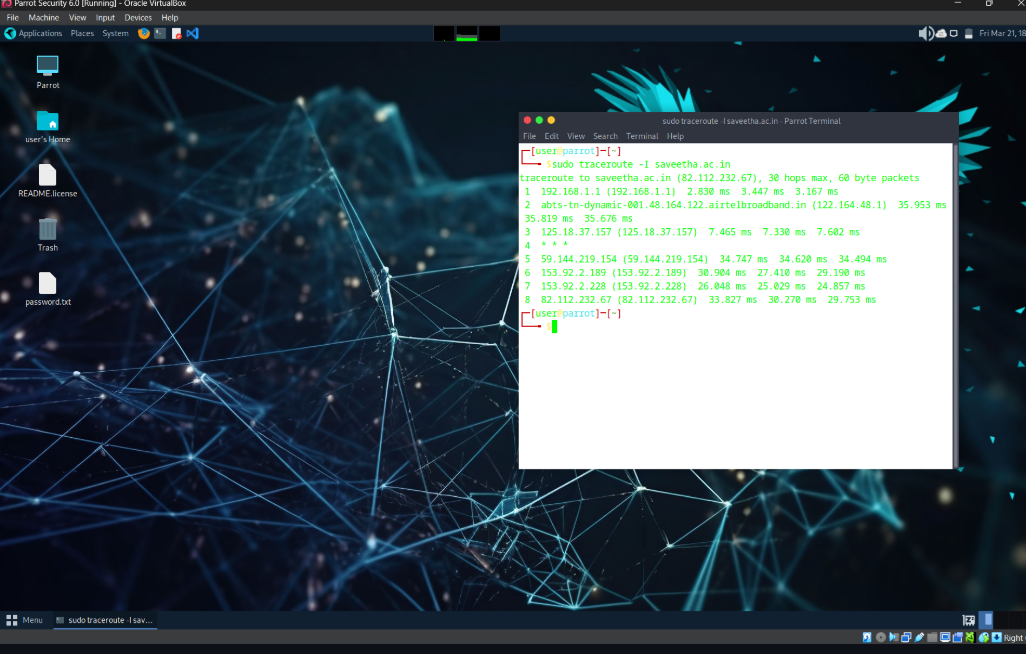 Parrot Security 6.0 [Running] - Oracle VirtualBox
File Machine View Input Devices Help
Applications Places System
Fri Mar 21, 18
Parrot
user's Home
README.license
Trash
password.txt
sudo traceroute -I saveetha.ac.in - Parrot Terminal
File Edit View Search Terminal Help
┌─[user@parrot]─[~]
└──╼ $sudo traceroute -I saveetha.ac.in
traceroute to saveetha.ac.in (82.112.232.67), 30 hops max, 60 byte packets
1 192.168.1.1 (192.168.1.1) 2.830 ms 3.447 ms 3.167 ms
2 abts-tn-dynamic-001.48.164.122.airtelbroadband.in (122.164.48.1) 35.953 ms
35.819 ms 35.676 ms
3 125.18.37.157 (125.18.37.157) 7.465 ms 7.330 ms 7.602 ms
4 * * *
5 59.144.219.154 (59.144.219.154) 34.747 ms 34.620 ms 34.494 ms
6 153.92.2.189 (153.92.2.189) 30.904 ms 27.410 ms 29.190 ms
7 153.92.2.228 (153.92.2.228) 26.048 ms 25.029 ms 24.857 ms
8 82.112.232.67 (82.112.232.67) 33.827 ms 30.270 ms 29.753 ms
┌─[user@parrot]─[~]
└──╼ $
Menu
sudo traceroute -I sav...
Right